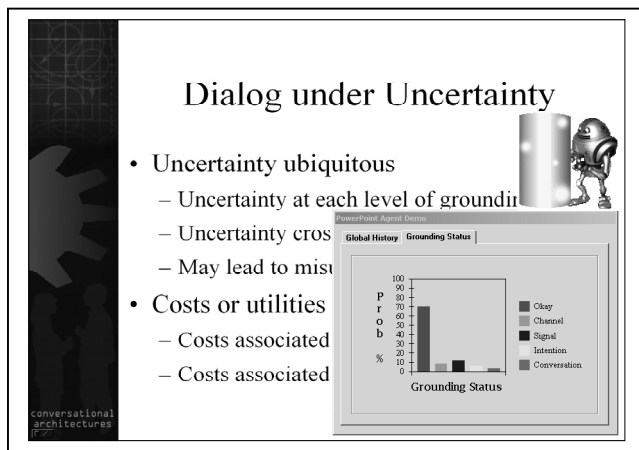 Dialog under Uncertainty
• Uncertainty ubiquitous
– Uncertainty at each level of groundin
– Uncertainty cros
– May lead to misu
• Costs or utilities
– Costs associated
– Costs associated
PowerPoint Agent Demo
Global History Grounding Status
100
90
80
70
60
50
40
30
20
10
0
Prob %
Grounding Status
Okay
Channel
Signal
Intention
Conversation
conversational
architectures